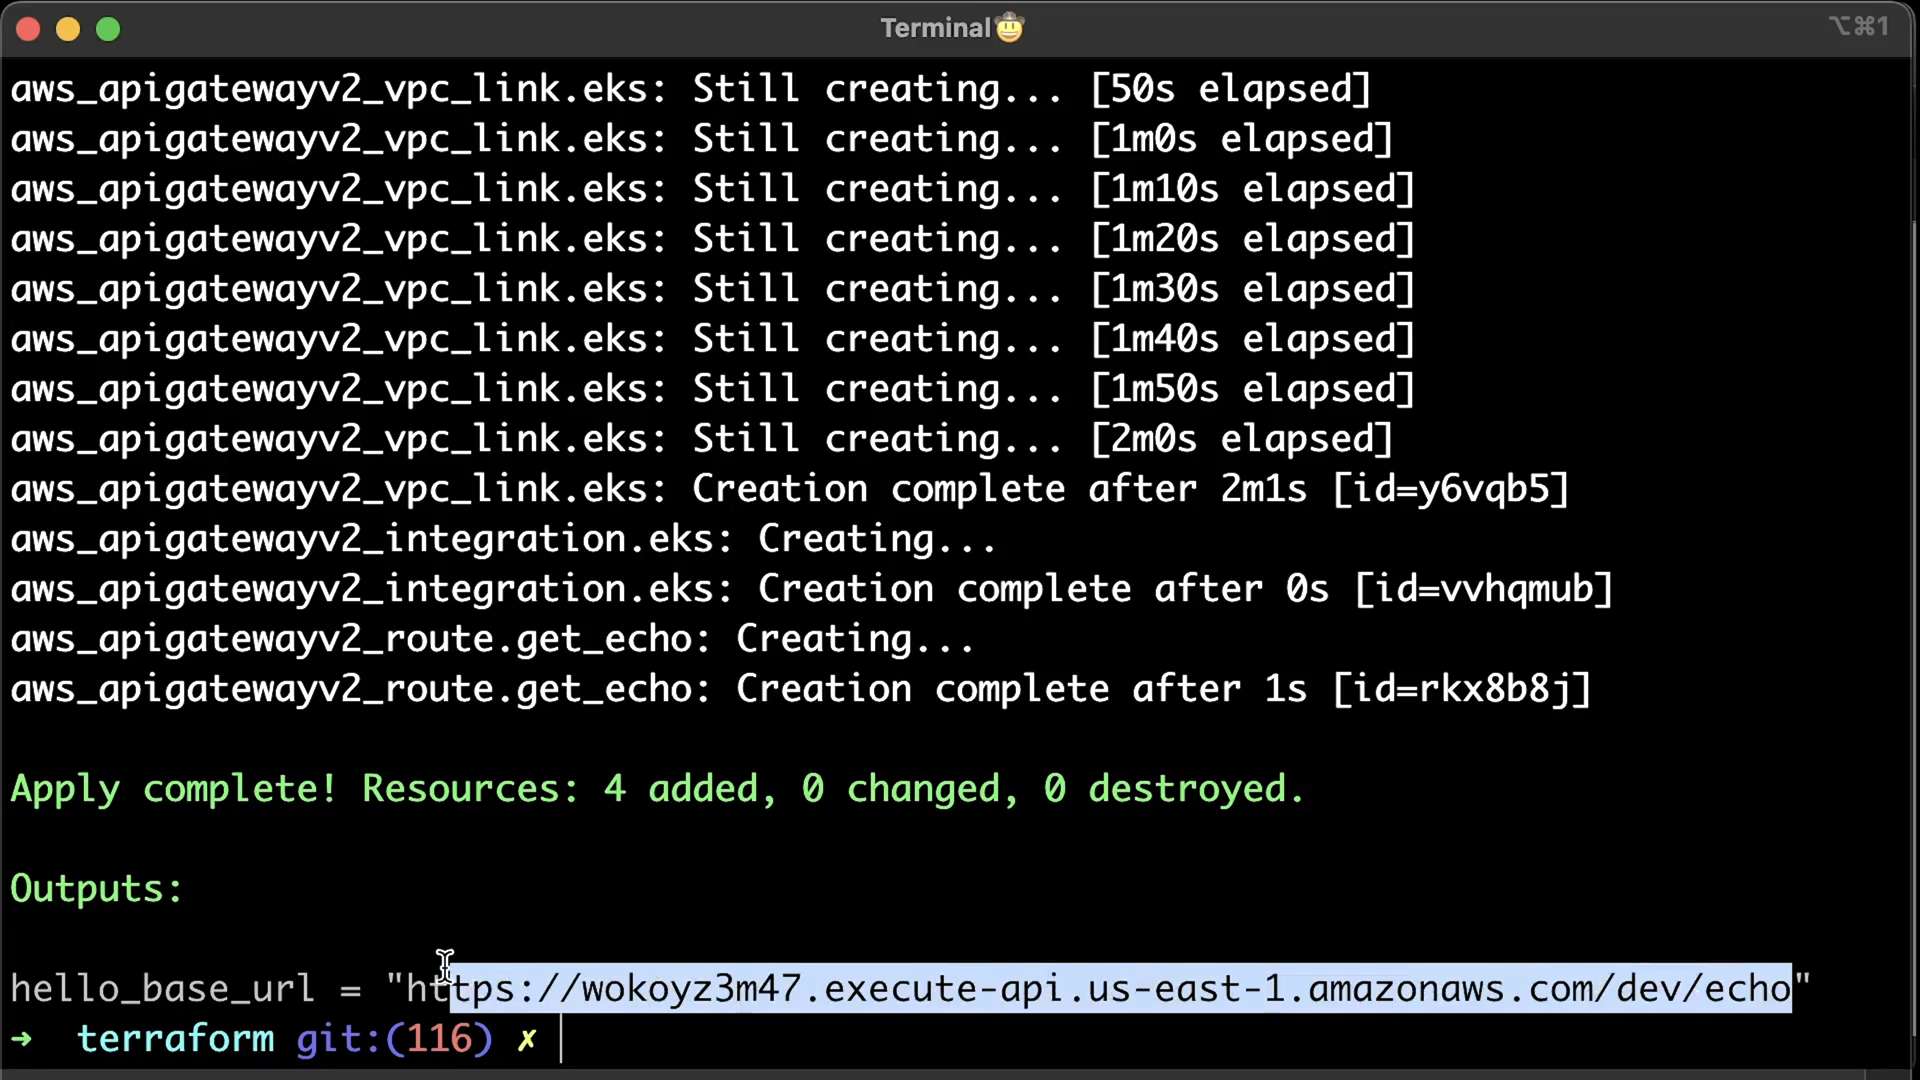 Terminal🤠
⌥⌘1
aws_apigatewayv2_vpc_link.eks: Still creating... [50s elapsed]
aws_apigatewayv2_vpc_link.eks: Still creating... [1m0s elapsed]
aws_apigatewayv2_vpc_link.eks: Still creating... [1m10s elapsed]
aws_apigatewayv2_vpc_link.eks: Still creating... [1m20s elapsed]
aws_apigatewayv2_vpc_link.eks: Still creating... [1m30s elapsed]
aws_apigatewayv2_vpc_link.eks: Still creating... [1m40s elapsed]
aws_apigatewayv2_vpc_link.eks: Still creating... [1m50s elapsed]
aws_apigatewayv2_vpc_link.eks: Still creating... [2m0s elapsed]
aws_apigatewayv2_vpc_link.eks: Creation complete after 2m1s [id=y6vqb5]
aws_apigatewayv2_integration.eks: Creating...
aws_apigatewayv2_integration.eks: Creation complete after 0s [id=vvhqmub]
aws_apigatewayv2_route.get_echo: Creating...
aws_apigatewayv2_route.get_echo: Creation complete after 1s [id=rkx8b8j]
Apply complete! Resources: 4 added, 0 changed, 0 destroyed.
Outputs:
hello_base_url = "https://wokoyz3m47.execute-api.us-east-1.amazonaws.com/dev/echo"
➜ terraform git:(116) ✗